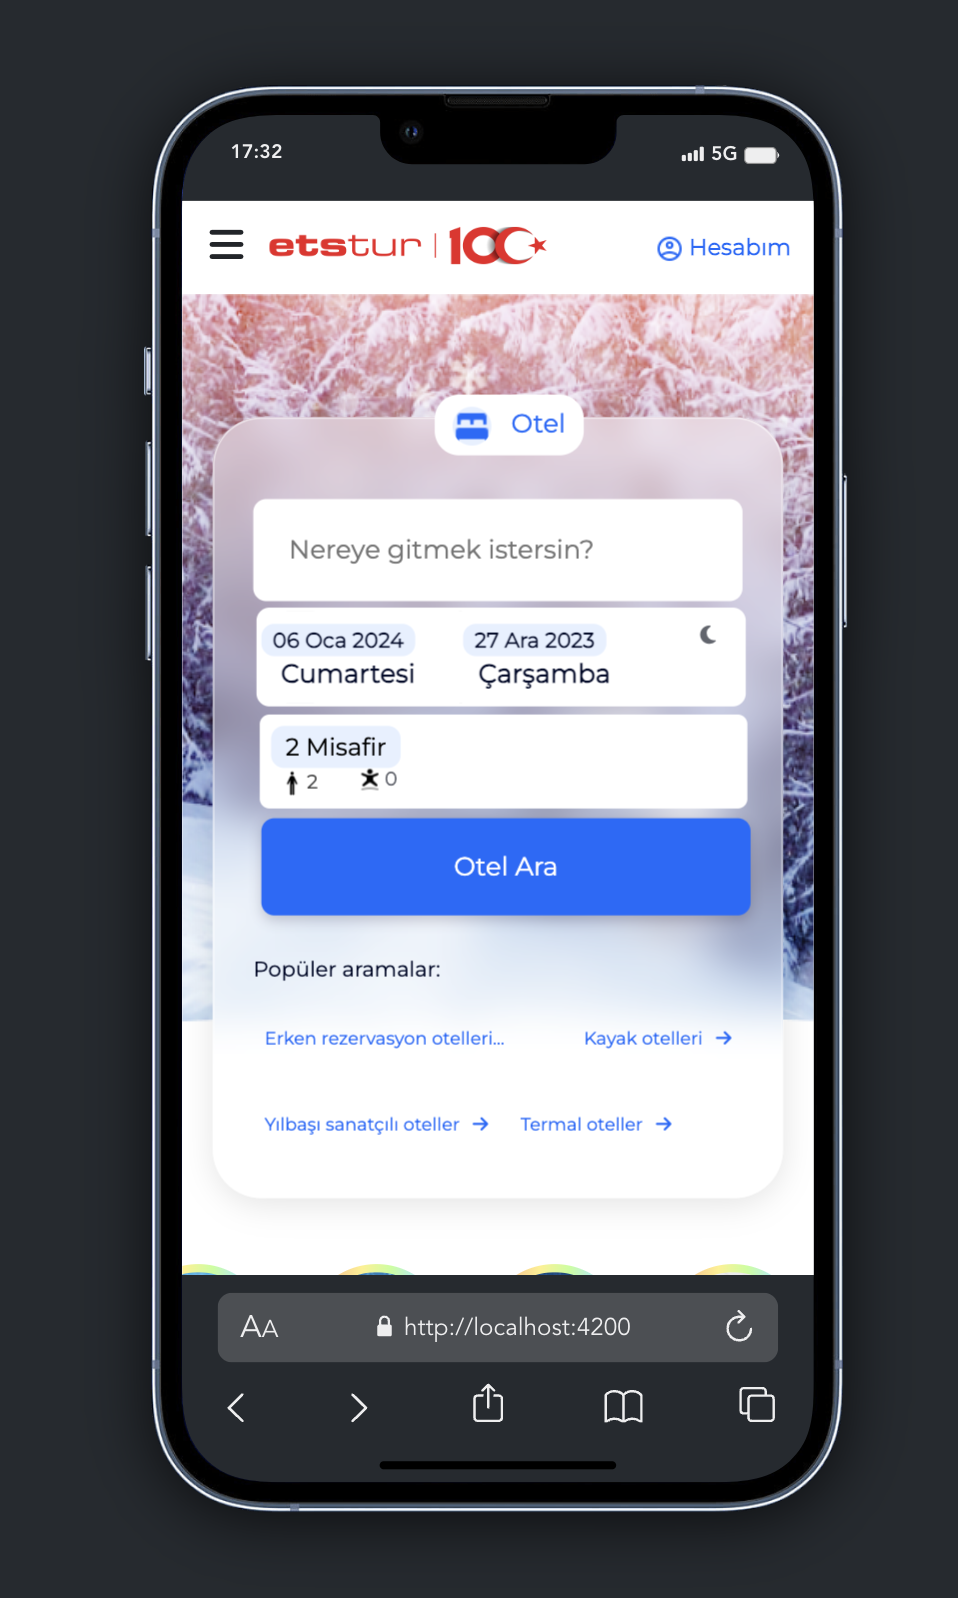 17:32
5G
etstur | 100
Hesabım
Otel
Nereye gitmek istersin?
06 Oca 2024 27 Ara 2023
Cumartesi Çarşamba
2 Misafir
2 0
Otel Ara
Popüler aramalar:
Erken rezervasyon otelleri... Kayak otelleri →
Yılbaşı sanatçılı oteller → Termal oteller →
AA http://localhost:4200